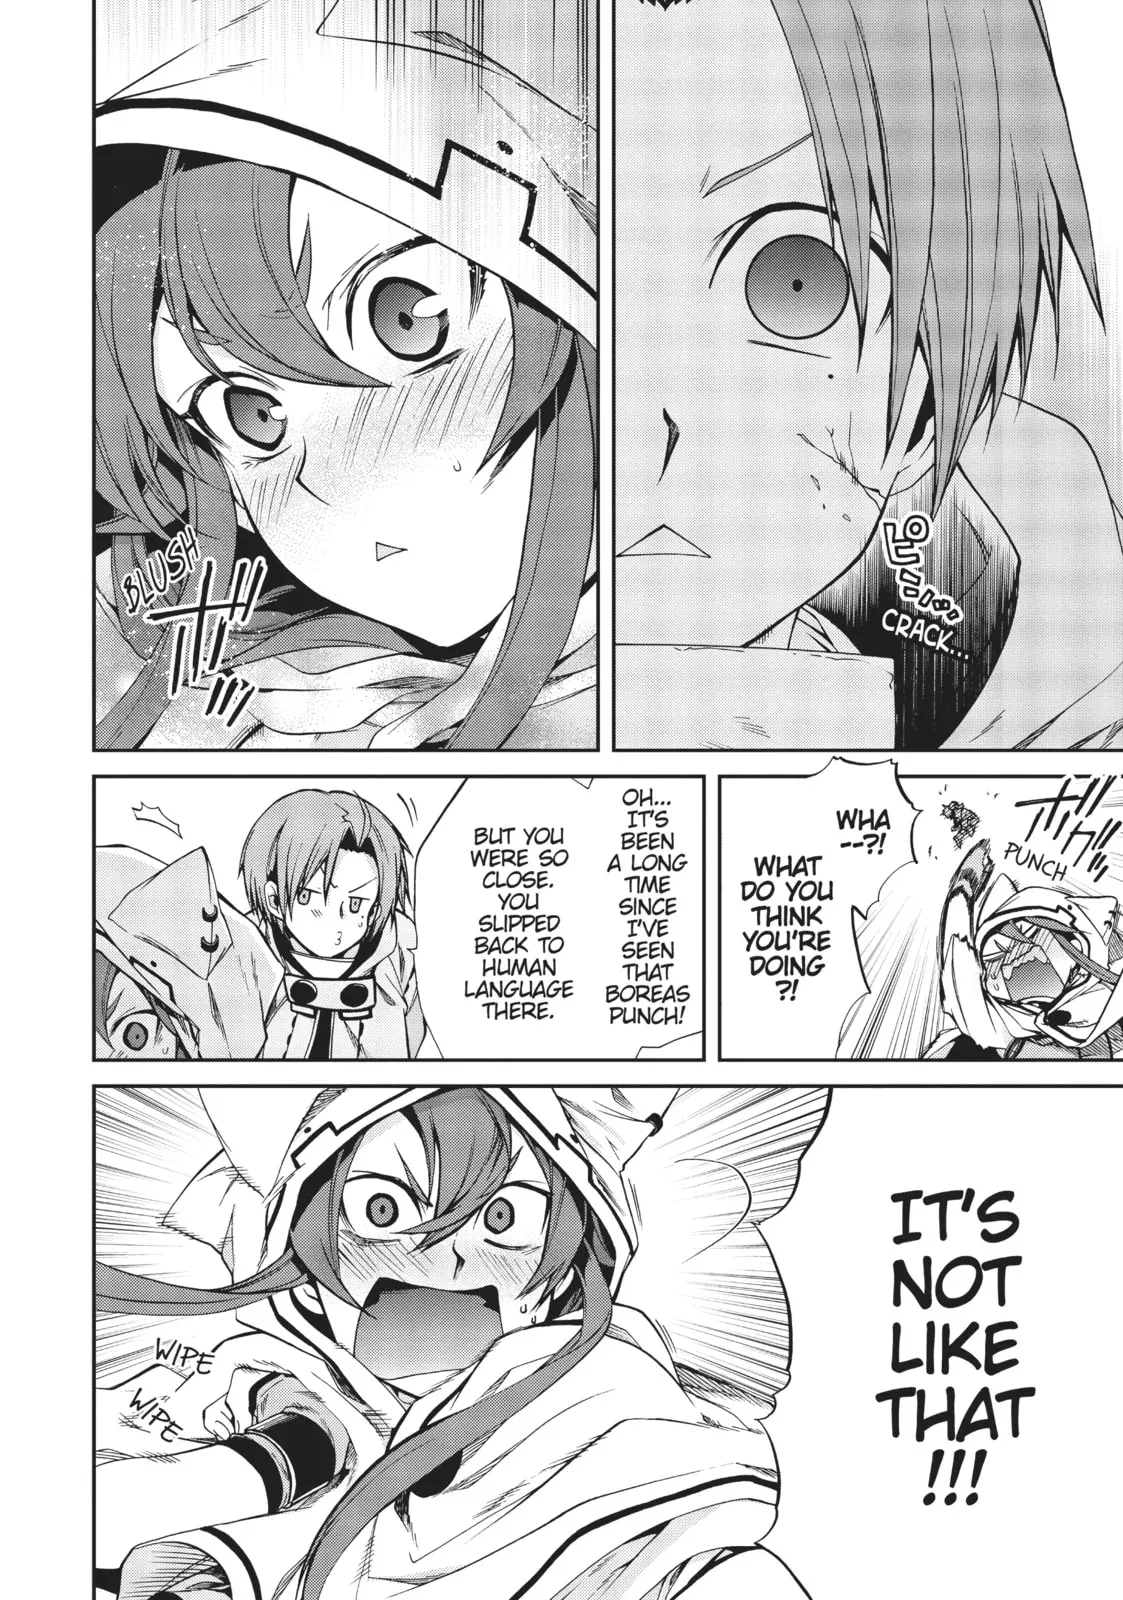 CRACK...
BLUSH
PUNCH
WHA
--?!
WHAT
DO YOU
THINK
YOU'RE
DOING
?!
OH...
IT'S
BEEN
A LONG
TIME
SINCE
I'VE
SEEN
THAT
BOREAS
PUNCH!
BUT YOU
WERE SO
CLOSE.
YOU
SLIPPED
BACK TO
HUMAN
LANGUAGE
THERE.
IT'S
NOT
LIKE
THAT
!!!
WIPE
WIPE